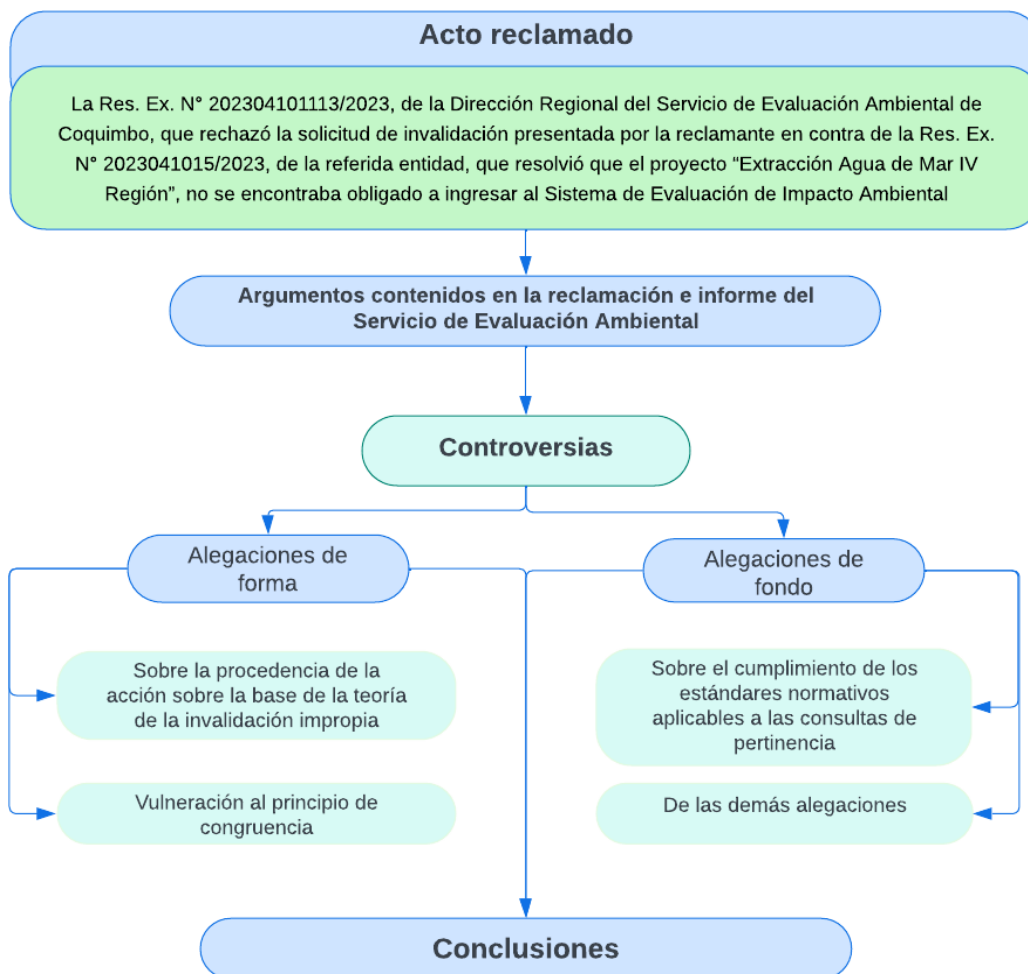 Acto reclamado
La Res. Ex. N° 202304101113/2023, de la Dirección Regional del Servicio de Evaluación Ambiental de
Coquimbo, que rechazó la solicitud de invalidación presentada por la reclamante en contra de la Res. Ex.
N° 2023041015/2023, de la referida entidad, que resolvió que el proyecto “Extracción Agua de Mar IV
Región”, no se encontraba obligado a ingresar al Sistema de Evaluación de Impacto Ambiental
Argumentos contenidos en la reclamación e informe del
Servicio de Evaluación Ambiental
Controversias
Alegaciones de
forma
Sobre la procedencia de la
acción sobre la base de la teoría
de la invalidación impropia
Vulneración al principio de
congruencia
Alegaciones de
fondo
Sobre el cumplimiento de los
estándares normativos
aplicables a las consultas de
pertinencia
De las demás alegaciones
Conclusiones